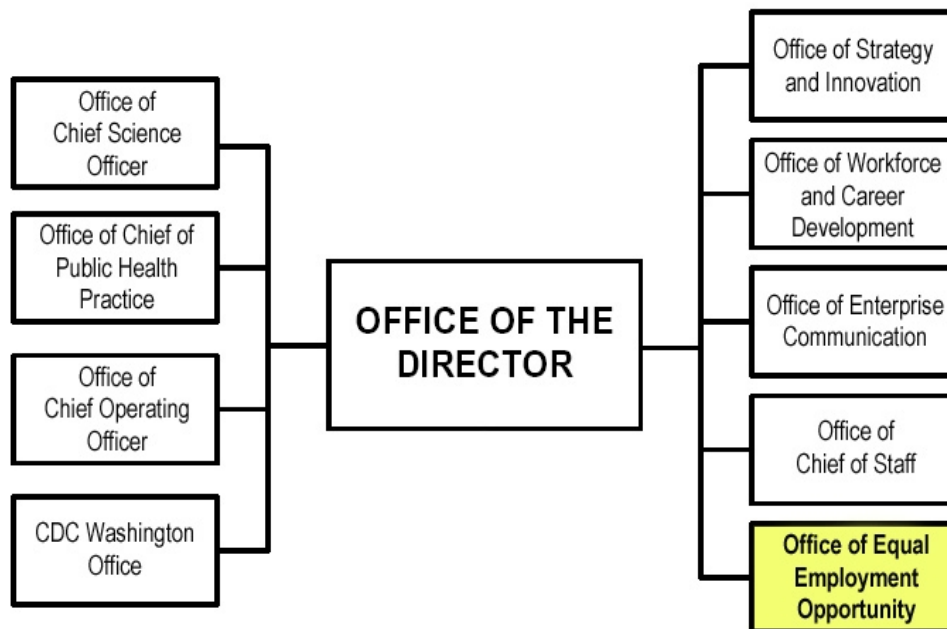 Office of
Chief Science
Officer
Office of Chief of
Public Health
Practice
Office of
Chief Operating
Officer
CDC Washington
Office
OFFICE OF THE
DIRECTOR
Office of Strategy
and Innovation
Office of Workforce
and Career
Development
Office of Enterprise
Communication
Office of
Chief of Staff
Office of Equal
Employment
Opportunity